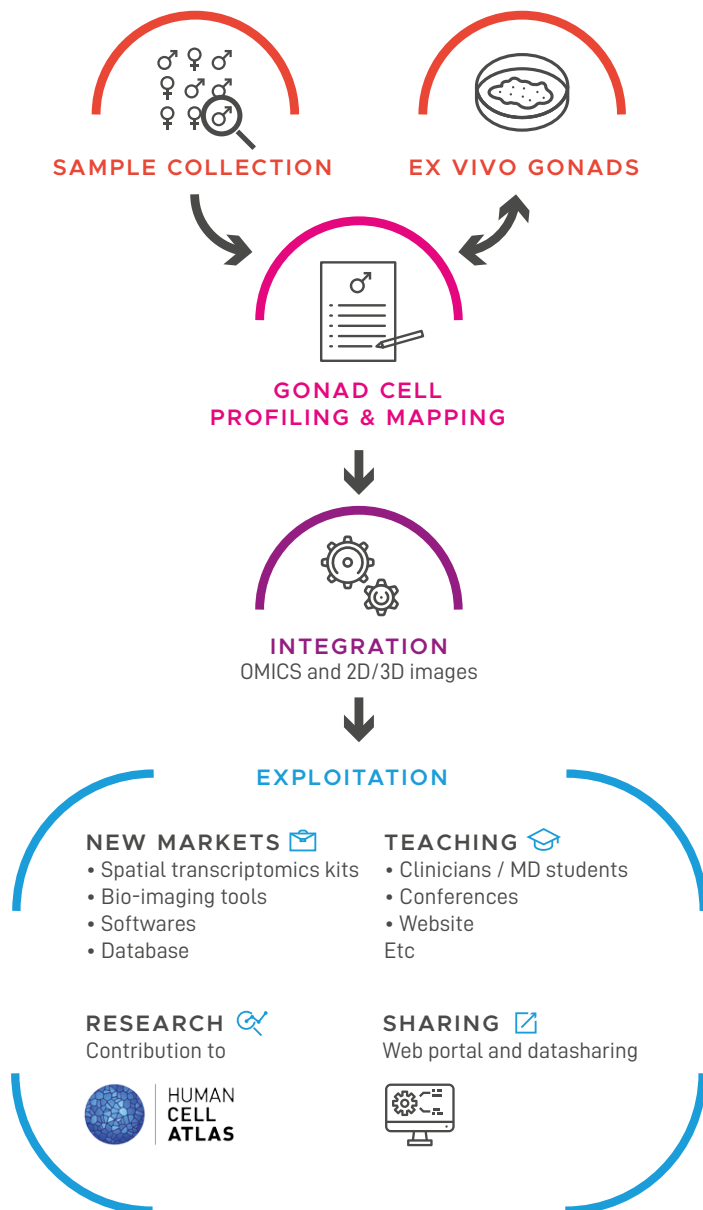 SAMPLE COLLECTION
EX VIVO GONADS
GONAD CELL
PROFILING & MAPPING
INTEGRATION
OMICS and 2D/3D images
EXPLOITATION
NEW MARKETS
• Spatial transcriptomics kits
• Bio-imaging tools
• Softwares
• Database
TEACHING
• Clinicians / MD students
• Conferences
• Website
Etc
RESEARCH
Contribution to
HUMAN
CELL
ATLAS
SHARING
Web portal and datasharing